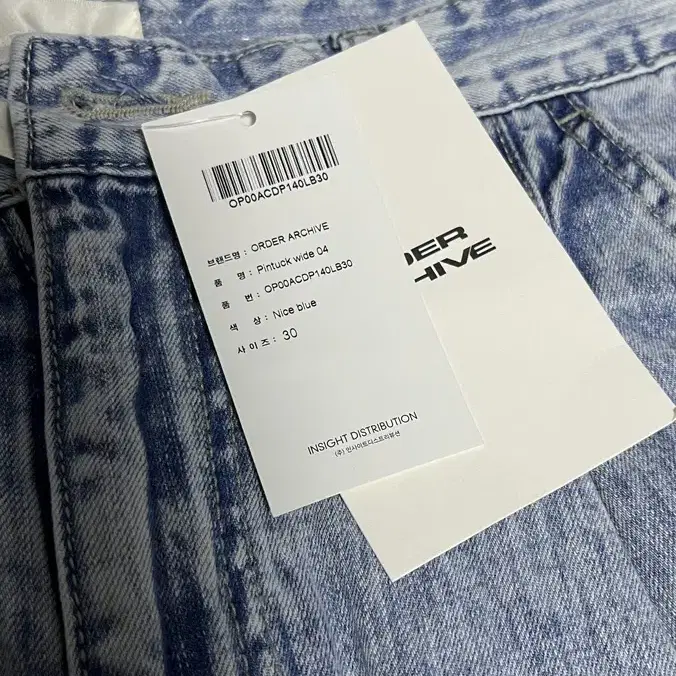 OP00ACDP140LB30
브랜드명 : ORDER ARCHIVE
품 명 : Pintuck wide 04
품 번 : OP00ACDP140LB30
색 상 : Nice blue
사 이 즈 : 30
INSIGHT DISTRIBUTION
(주) 인사이트디스트리뷰션
DER
HIVE